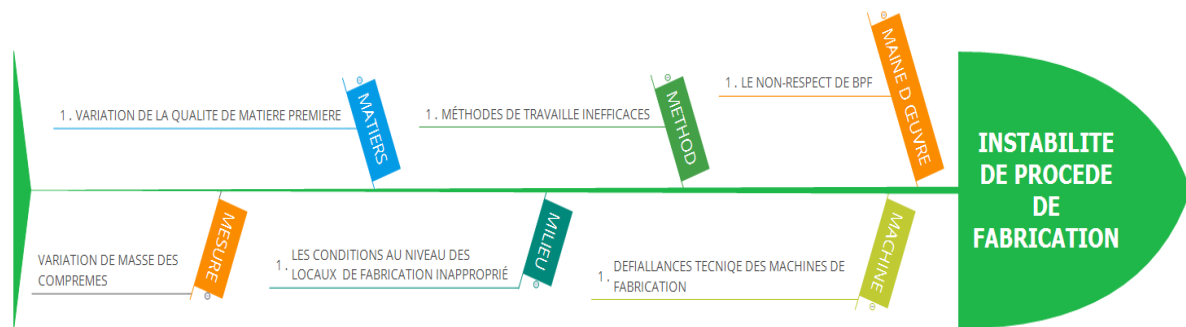 1 . VARIATION DE LA QUALITE DE MATIERE PREMIERE
MATIERS
1 . MÉTHODES DE TRAVAILLE INEFFICACES
METHOD
1 . LE NON-RESPECT DE BPF
MAINE D ŒUVRE
INSTABILITE
DE PROCEDE
DE
FABRICATION
VARIATION DE MASSE DES
COMPREMES
MESURE
1 . LES CONDITIONS AU NIVEAU DES
LOCAUX DE FABRICATION INAPPROPRIÉ
MILIEU
1 . DEFIALLANCES TECNIQE DES MACHINES DE
FABRICATION
MACHINE